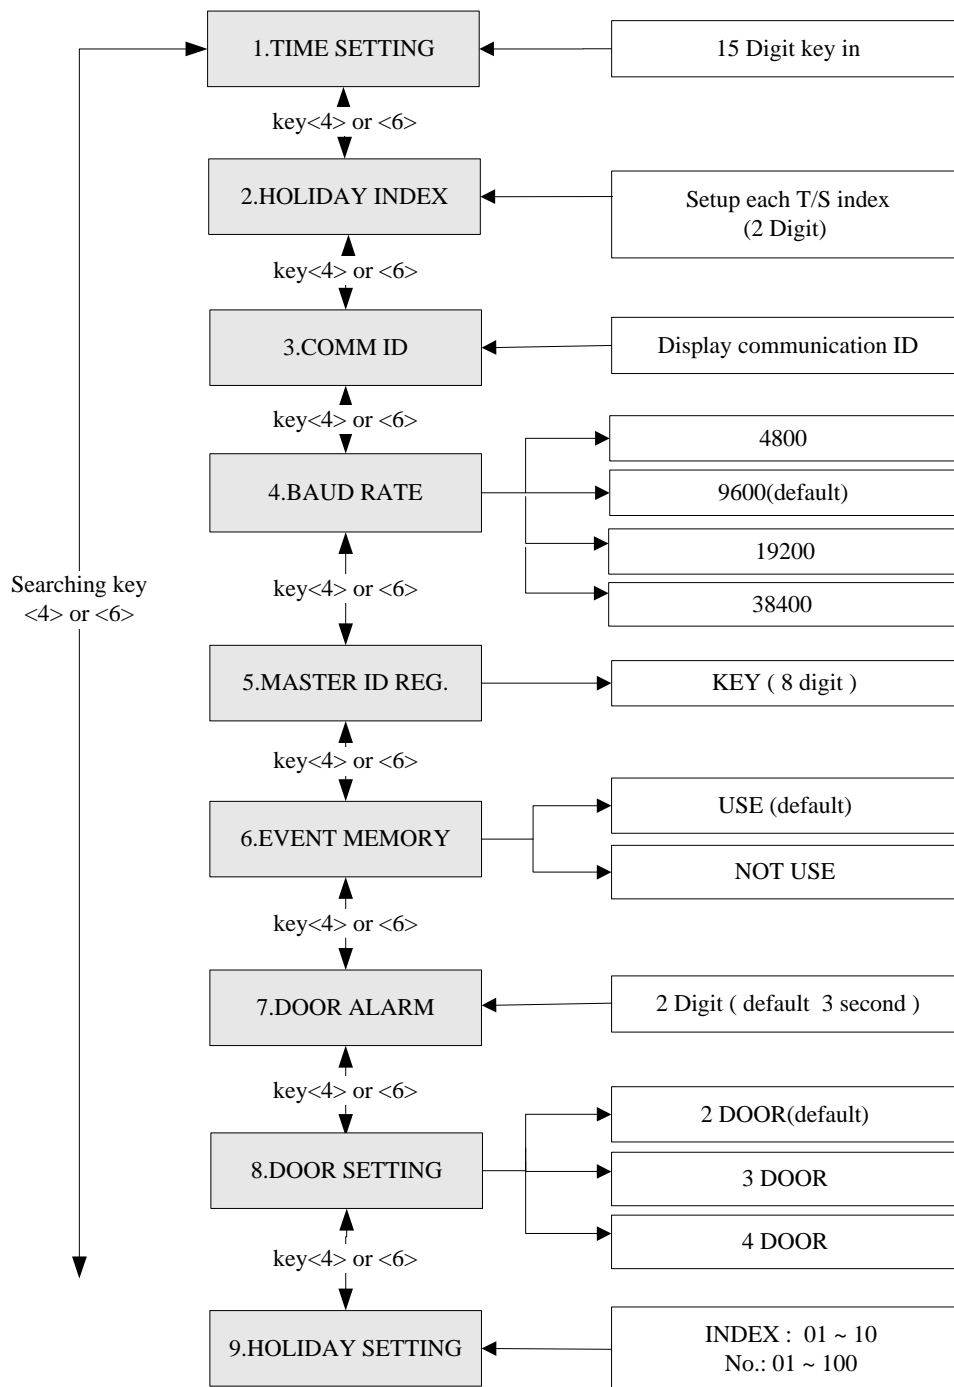 1.TIME SETTING
15 Digit key in
key<4> or <6>
2.HOLIDAY INDEX
Setup each T/S index
(2 Digit)
key<4> or <6>
3.COMM ID
Display communication ID
key<4> or <6>
4.BAUD RATE
4800
9600(default)
19200
38400
Searching key
<4> or <6>
key<4> or <6>
5.MASTER ID REG.
KEY ( 8 digit )
key<4> or <6>
6.EVENT MEMORY
USE (default)
NOT USE
key<4> or <6>
7.DOOR ALARM
2 Digit ( default  3 second )
key<4> or <6>
8.DOOR SETTING
2 DOOR(default)
3 DOOR
4 DOOR
key<4> or <6>
9.HOLIDAY SETTING
INDEX :  01 ~ 10
No.: 01 ~ 100